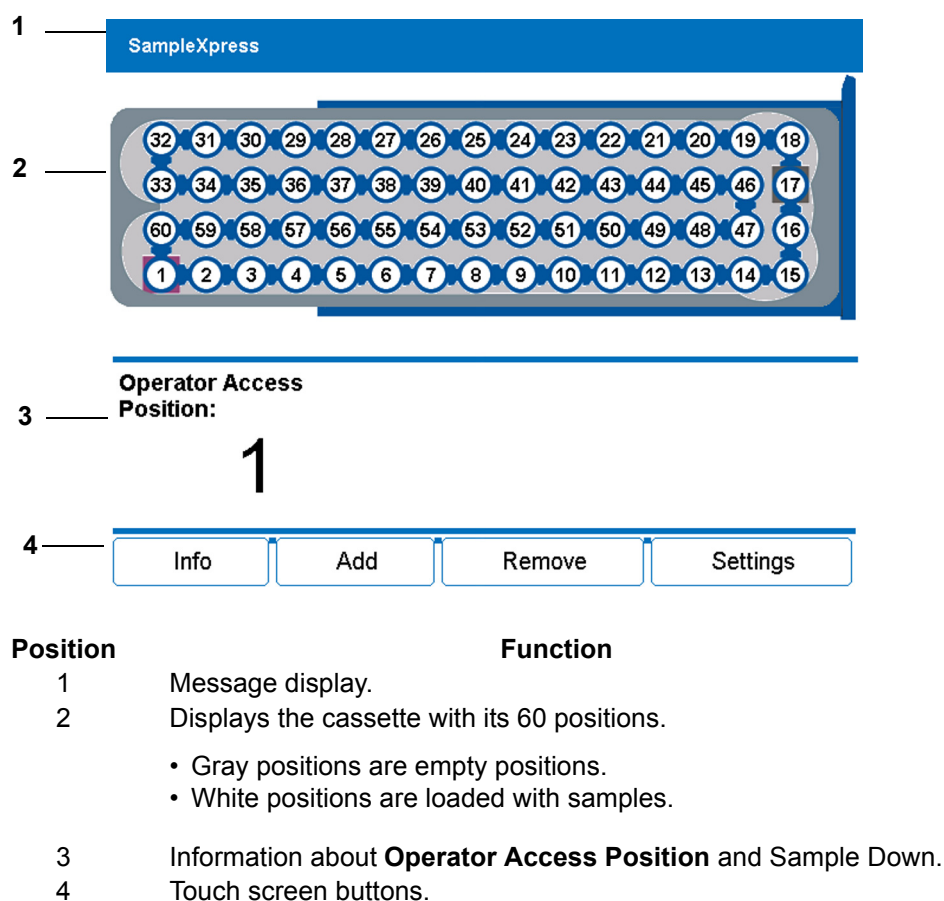 1
SampleXpress
2
32 31 30 29 28 27 26 25 24 23 22 21 20 19 18
33 34 35 36 37 38 39 40 41 42 43 44 45 46 17
60 59 58 57 56 55 54 53 52 51 50 49 48 47 16
1 2 3 4 5 6 7 8 9 10 11 12 13 14 15
Operator Access
3 Position:
1
4
Info Add Remove Settings
Position Function
1 Message display.
2 Displays the cassette with its 60 positions.
• Gray positions are empty positions.
• White positions are loaded with samples.
3 Information about Operator Access Position and Sample Down.
4 Touch screen buttons.